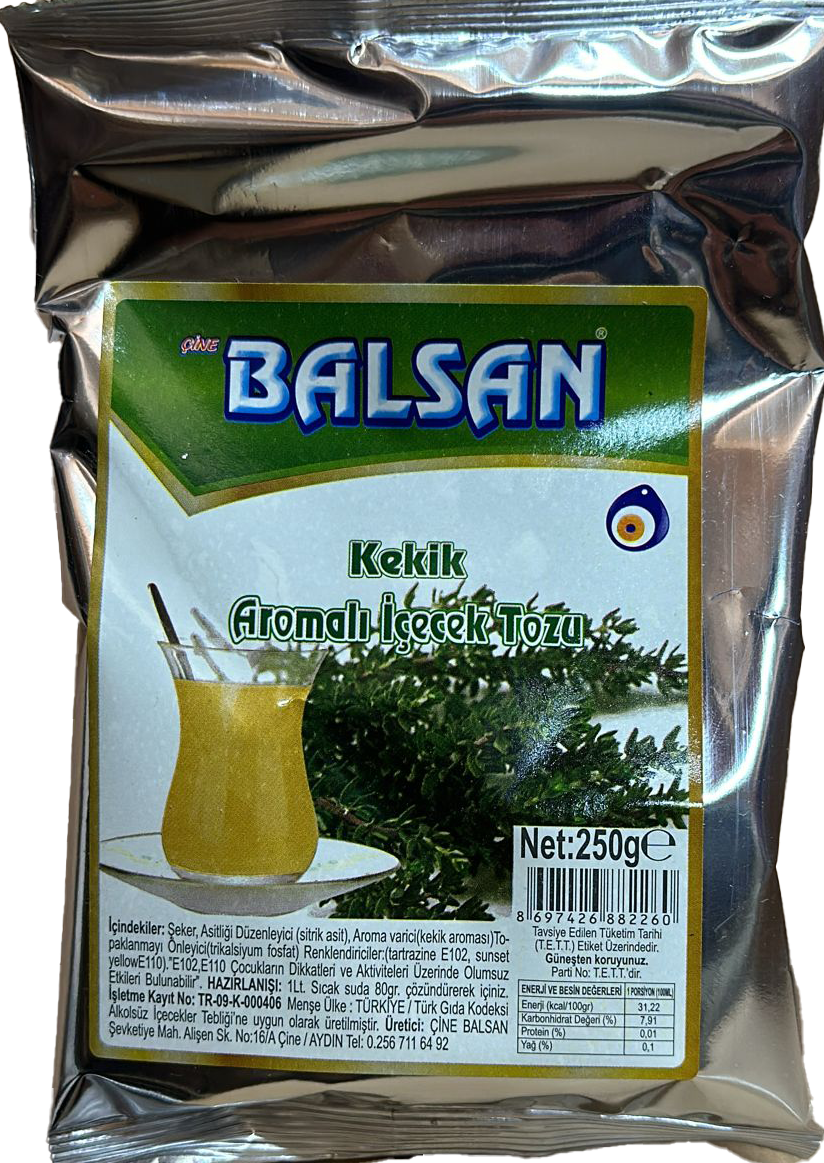 ÇİNE
BALSAN®
Kekik
Aromalı İçecek Tozu
Net:250g℮
8 697426 882260
Tavsiye Edilen Tüketim Tarihi
(T.E.T.T.) Etiket Üzerindedir.
Güneşten koruyunuz.
Parti No: T.E.T.T.'dir.
İçindekiler: Şeker, Asitliği Düzenleyici (sitrik asit), Aroma varici(kekik aroması)To-
paklanmayı Önleyici(trikalsiyum fosfat) Renklendiriciler:(tartrazine E102, sunset
yellowE110)."E102,E110 Çocukların Dikkatleri ve Aktiviteleri Üzerinde Olumsuz
Etkileri Bulunabilir". HAZIRLANIŞI: 1Lt. Sıcak suda 80gr. çözündürerek içiniz.
İşletme Kayıt No: TR-09-K-000406 Menşe Ülke : TÜRKİYE / Türk Gıda Kodeksi
Alkolsüz İçecekler Tebliği'ne uygun olarak üretilmiştir. Üretici: ÇİNE BALSAN
Şevketiye Mah. Alişen Sk. No:16/A Çine / AYDIN Tel: 0.256 711 64 92
ENERJİ VE BESİN DEĞERLERİ 1 PORSİYON (100ML)
Enerji (kcal/100gr) 31,22
Karbonhidrat Değeri (%) 7,91
Protein (%) 0,01
Yağ (%) 0,1